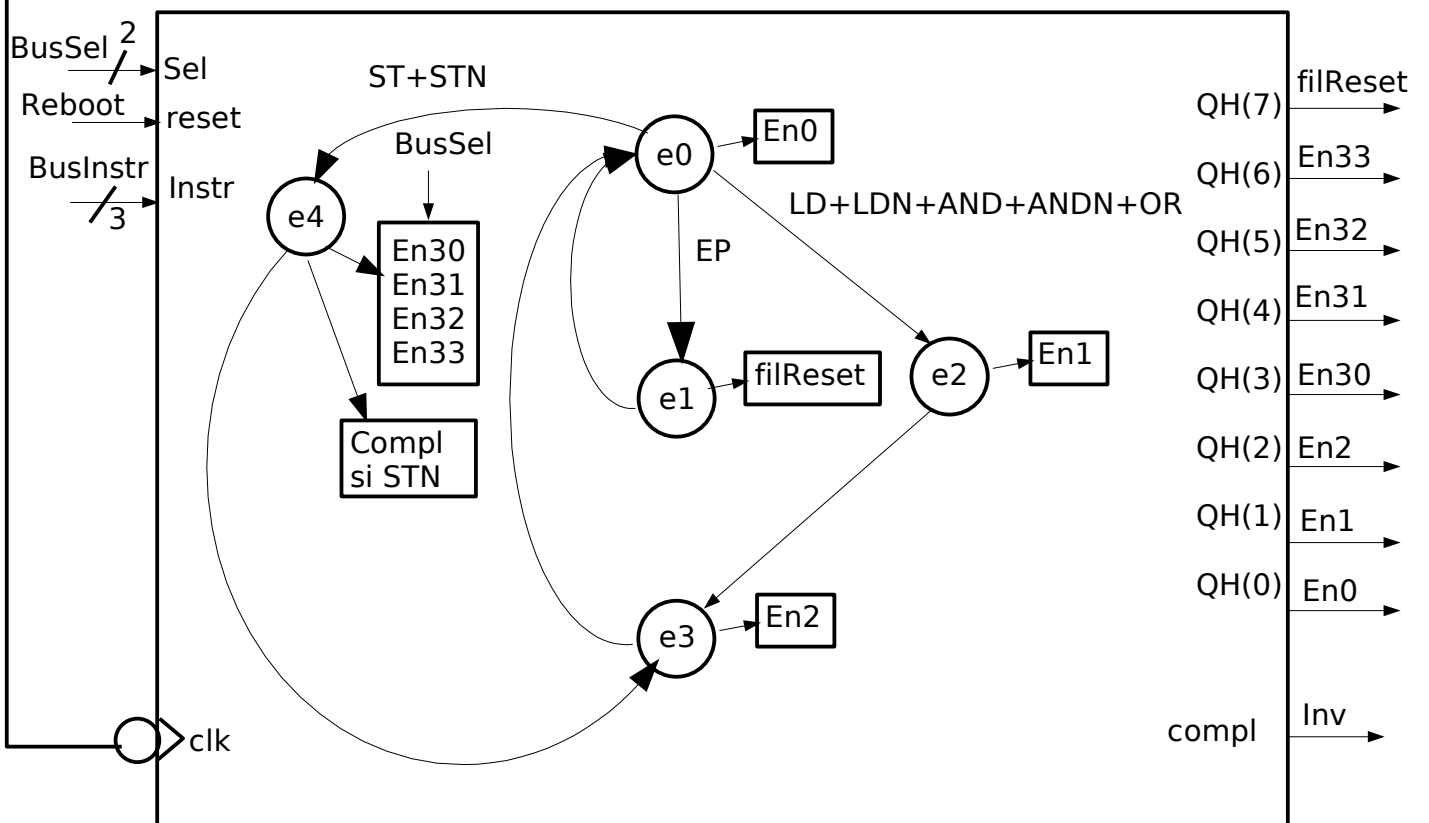 BusSel 2
Sel
Reboot
reset
BusInstr
3
Instr
ST+STN
BusSel
e4
En30
En31
En32
En33
Compl
si STN
e0
En0
LD+LDN+AND+ANDN+OR
EP
e1
filReset
e2
En1
e3
En2
clk
QH(7)
filReset
QH(6)
En33
QH(5)
En32
QH(4)
En31
QH(3)
En30
QH(2)
En2
QH(1)
En1
QH(0)
En0
compl
Inv